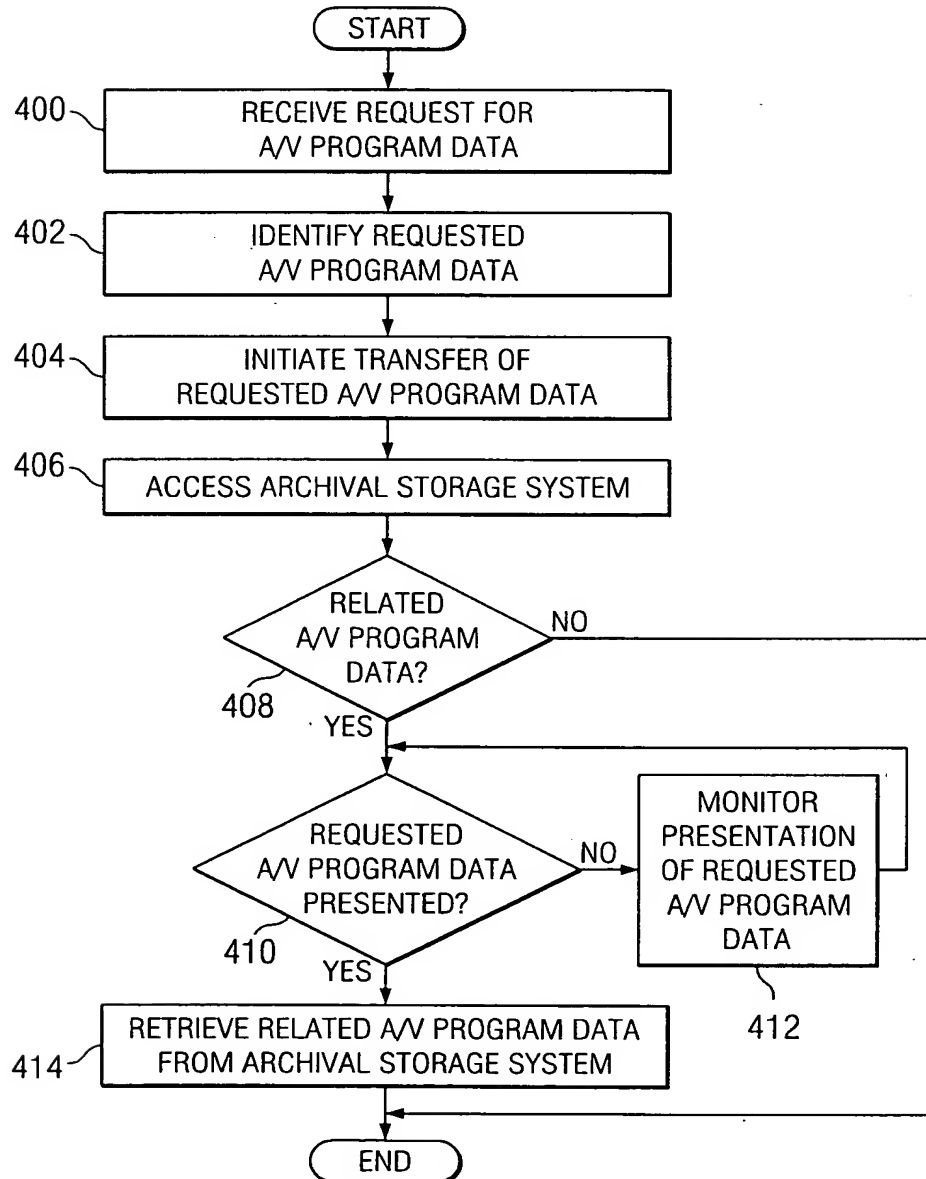 START
400
RECEIVE REQUEST FOR
A/V PROGRAM DATA
402
IDENTIFY REQUESTED
A/V PROGRAM DATA
404
INITIATE TRANSFER OF
REQUESTED A/V PROGRAM DATA
406
ACCESS ARCHIVAL STORAGE SYSTEM
RELATED
A/V PROGRAM
DATA?
NO
408
YES
REQUESTED
A/V PROGRAM DATA
PRESENTED?
NO
410
YES
MONITOR
PRESENTATION
OF REQUESTED
A/V PROGRAM
DATA
412
RETRIEVE RELATED A/V PROGRAM DATA
FROM ARCHIVAL STORAGE SYSTEM
414
END